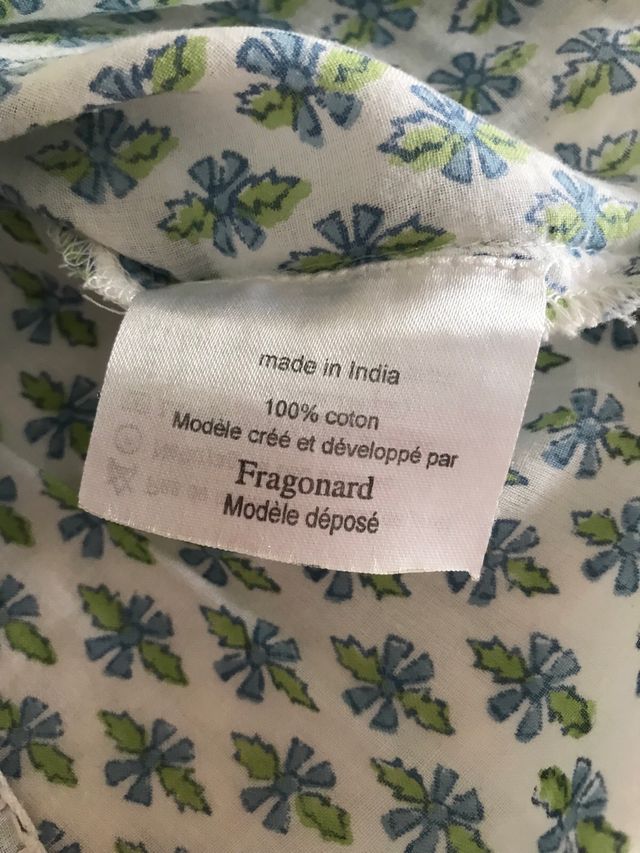 made in India
100% coton
Modèle créé et développé par
Fragonard
Modèle déposé